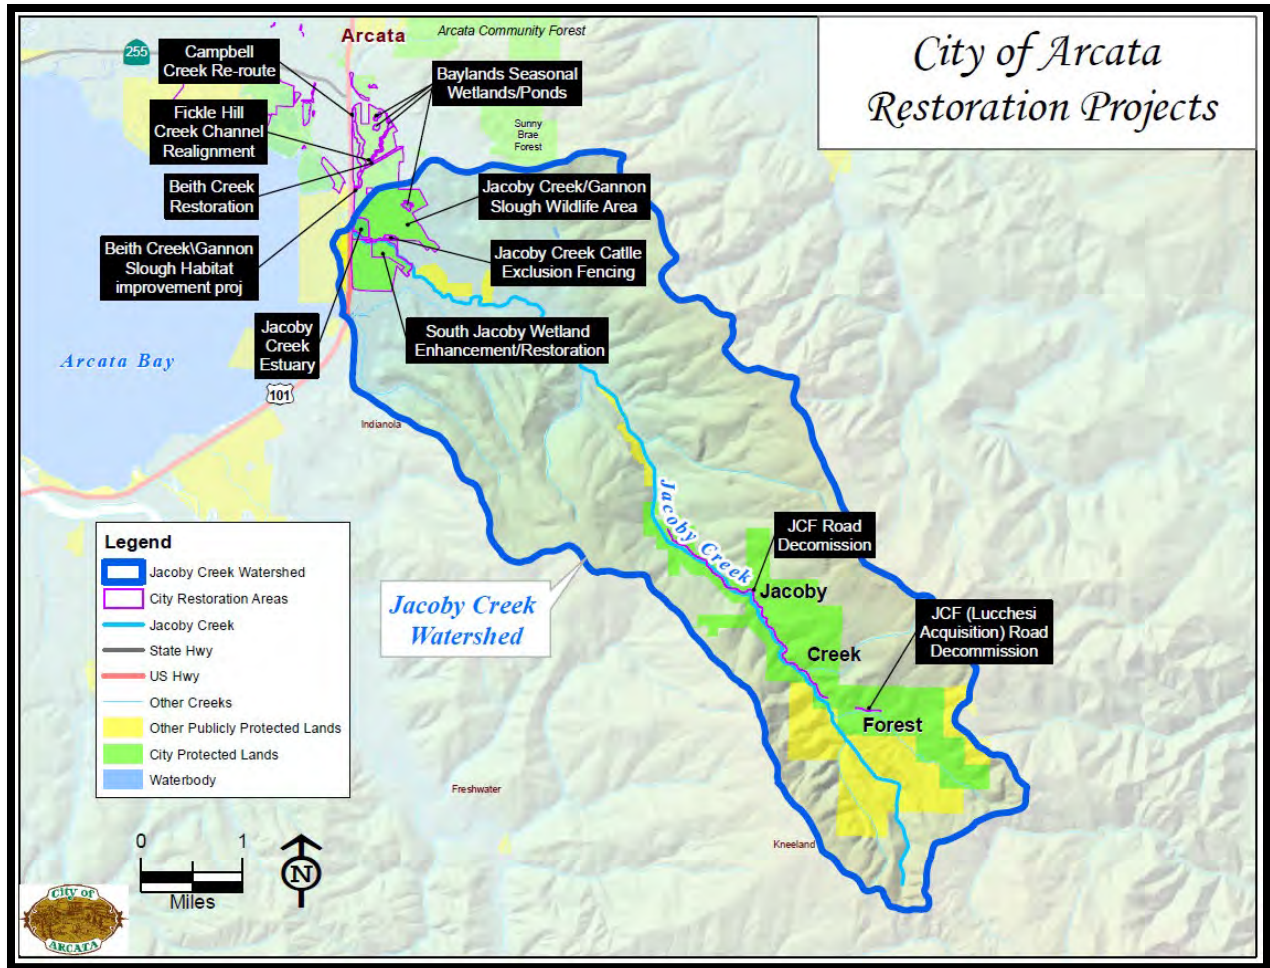 City of Arcata
Restoration Projects
Arcata
Arcata Community Forest
255
Campbell
Creek Re-route
Baylands Seasonal
Wetlands/Ponds
Fickle Hill
Creek Channel
Realignment
Sunny
Brae
Forest
Beith Creek
Restoration
Jacoby Creek/Gannon
Slough Wildlife Area
Beith Creek\Gannon
Slough Habitat
improvement proj
Jacoby Creek Catlle
Exclusion Fencing
Jacoby
Creek
Estuary
South Jacoby Wetland
Enhancement/Restoration
Arcata Bay
101
Indianola
Jacoby Creek
JCF Road
Decomission
Jacoby
Creek
Forest
JCF (Lucchesi
Acquisition) Road
Decommission
Jacoby Creek
Watershed
Legend
Jacoby Creek Watershed
City Restoration Areas
Jacoby Creek
State Hwy
US Hwy
Other Creeks
Other Publicly Protected Lands
City Protected Lands
Waterbody
Freshwater
Kneeland
0 1
Miles
N
City of
ARCATA